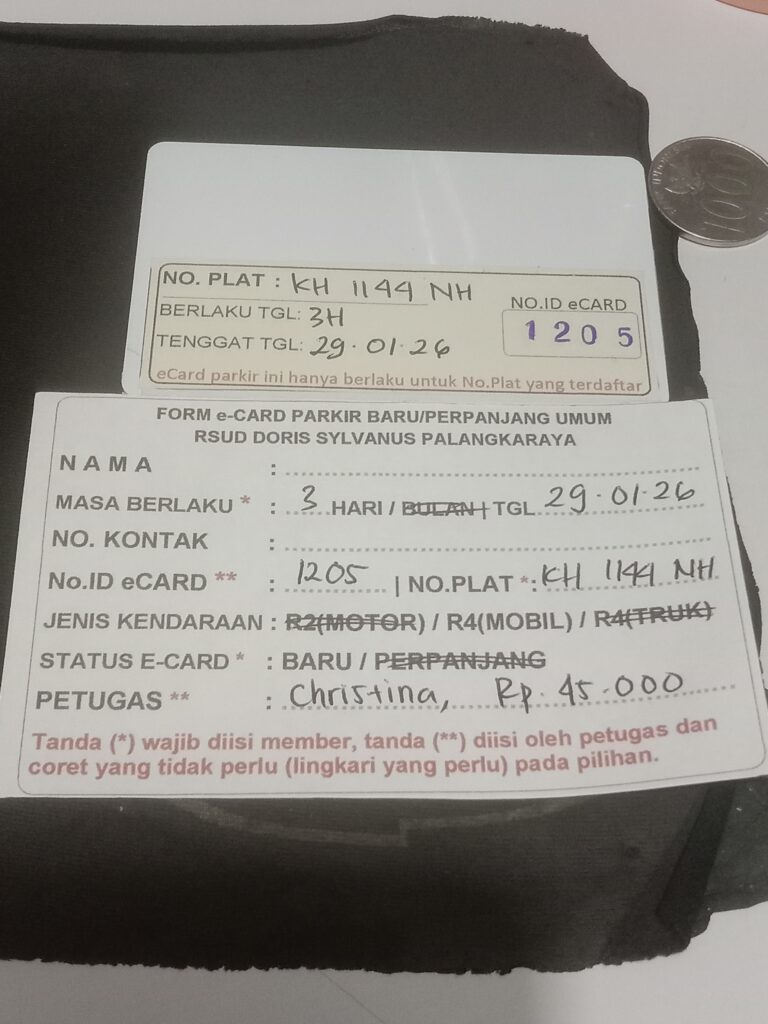 100
NO. PLAT : KH 1144 NH
BERLAKU TGL: 3H
NO.ID eCARD
1205
TENGGAT TGL: 29.01.26
eCard parkir ini hanya berlaku untuk No.Plat yang terdaftar
FORM e-CARD PARKIR BARU/PERPANJANG UMUM
RSUD DORIS SYLVANUS PALANGKARAYA
NAMA :
MASA BERLAKU * : 3 HARI / BULAN | TGL 29.01.26
NO. KONTAK :
No.ID eCARD ** : 1205 | NO.PLAT *: KH 1144 NH
JENIS KENDARAAN : R2(MOTOR) / R4(MOBIL) / R4(TRUK)
STATUS E-CARD * : BARU / PERPANJANG
PETUGAS ** : Christina, Rp. 45.000
Tanda (*) wajib diisi member, tanda (**) diisi oleh petugas dan
coret yang tidak perlu (lingkari yang perlu) pada pilihan.